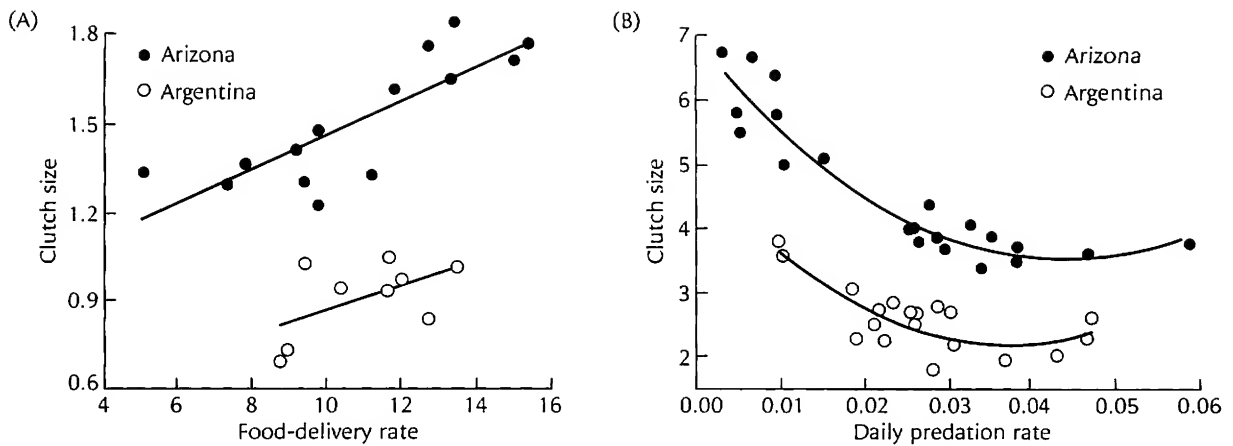 (A)
1.8
1.5
1.2
0.9
0.6
Clutch size
Arizona
Argentina
4 6 8 10 12 14 16
Food-delivery rate
(B)
7
6
5
4
3
2
Clutch size
Arizona
Argentina
0.00 0.01 0.02 0.03 0.04 0.05 0.06
Daily predation rate